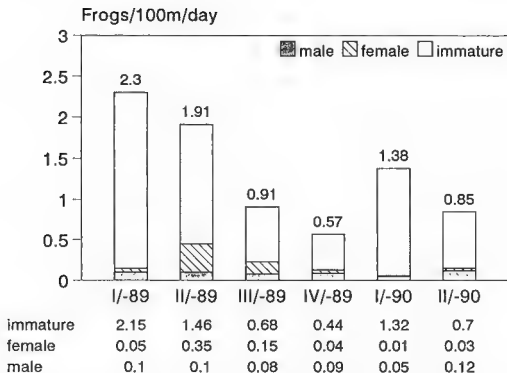 Frogs/100m/day
3
male female immature
2.5
2.3
2
1.91
1.5
1.38
1
0.91
0.85
0.57
0.5
0
I/-89 II/-89 III/-89 IV/-89 I/-90 II/-90
immature 2.15 1.46 0.68 0.44 1.32 0.7
female 0.05 0.35 0.15 0.04 0.01 0.03
male 0.1 0.1 0.08 0.09 0.05 0.12